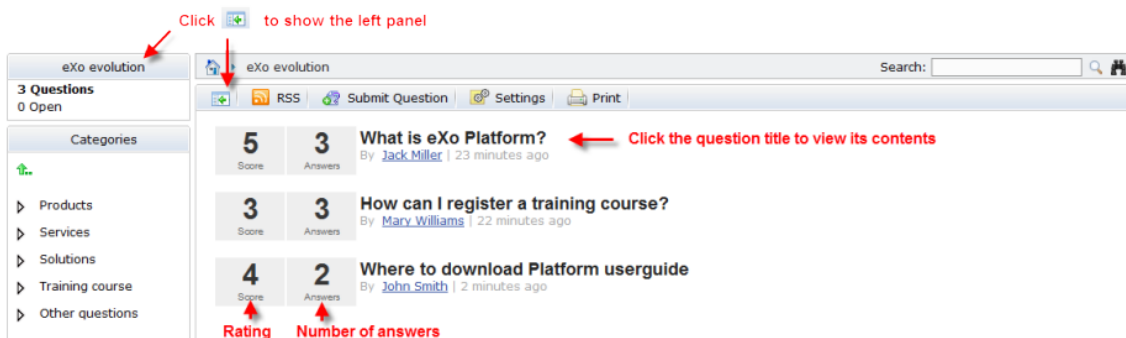 Click to show the left panel
eXo evolution
3 Questions
0 Open
Categories
Products
Services
Solutions
Training course
Other questions
eXo evolution Search:
RSS Submit Question Settings Print
5 3 What is eXo Platform? Click the question title to view its contents
Score Answers By Jack Miller | 23 minutes ago
3 3 How can I register a training course?
Score Answers By Mary Williams | 22 minutes ago
4 2 Where to download Platform userguide
Score Answers By John Smith | 2 minutes ago
Rating Number of answers